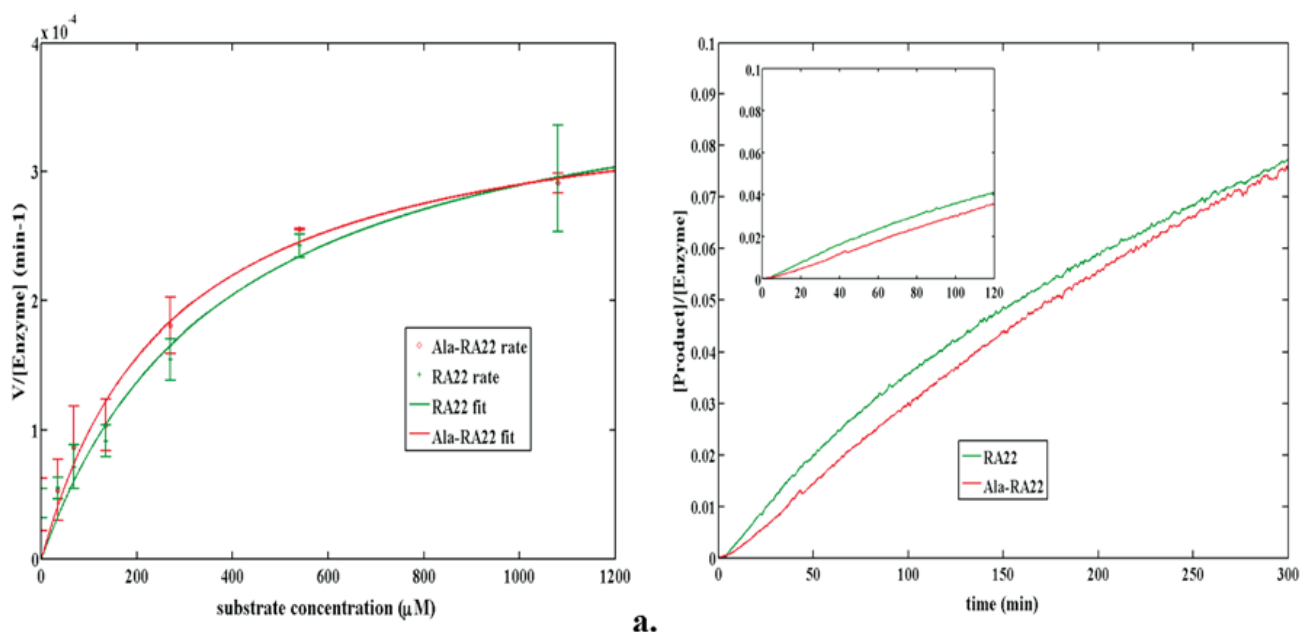 x 10-4
4
3
2
1
0
0 200 400 600 800 1000 1200
V/[Enzyme] (min-1)
substrate concentration (μM)
Ala-RA22 rate
RA22 rate
RA22 fit
Ala-RA22 fit
a.
0.1
0.09
0.08
0.07
0.06
0.05
0.04
0.03
0.02
0.01
0
0 50 100 150 200 250 300
[Product]/[Enzyme]
time (min)
0.1
0.08
0.06
0.04
0.02
0
0 20 40 60 80 100 120
RA22
Ala-RA22